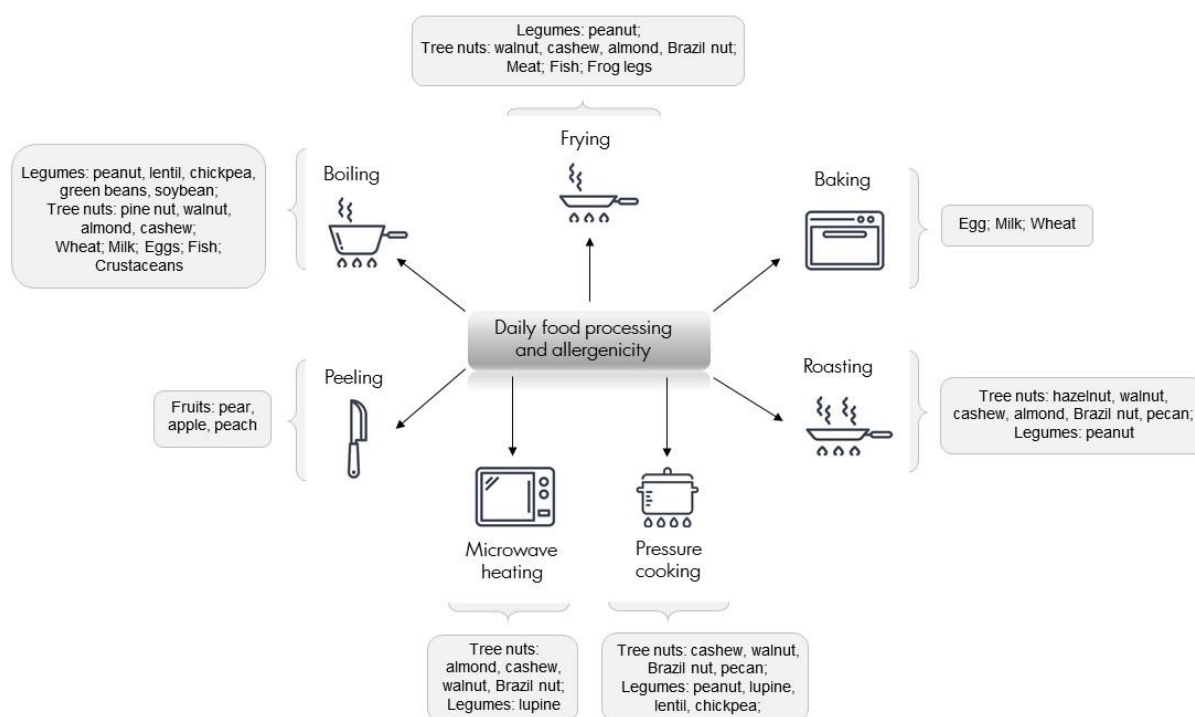 Legumes: peanut;
Tree nuts: walnut, cashew, almond, Brazil nut;
Meat; Fish; Frog legs
Frying
Legumes: peanut, lentil, chickpea,
green beans, soybean;
Tree nuts: pine nut, walnut,
almond, cashew;
Wheat; Milk; Eggs; Fish;
Crustaceans
Boiling
Baking
Egg; Milk; Wheat
Daily food processing
and allergenicity
Peeling
Fruits: pear,
apple, peach
Roasting
Tree nuts: hazelnut, walnut,
cashew, almond, Brazil nut, pecan;
Legumes: peanut
Microwave
heating
Pressure
cooking
Tree nuts:
almond, cashew,
walnut, Brazil nut;
Legumes: lupine
Tree nuts: cashew, walnut,
Brazil nut, pecan;
Legumes: peanut, lupine,
lentil, chickpea;